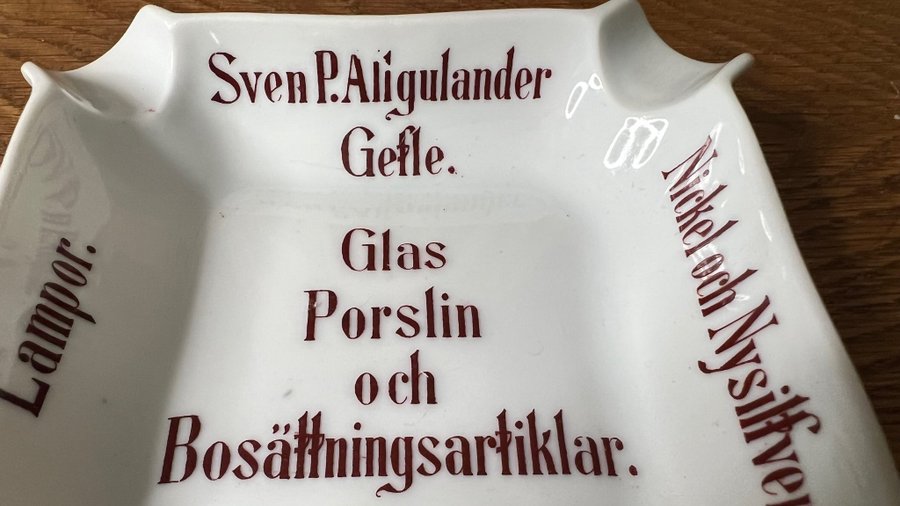 Sven P. Aligulander
Gefle.
Glas
Porslin
och
Bosättningsartiklar.
Lampor.
Nickel och Nysilfver